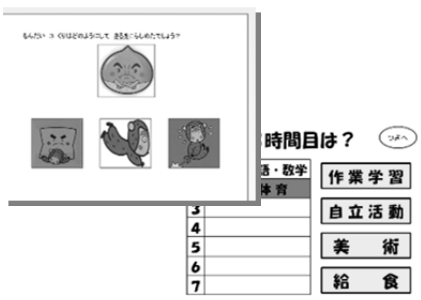 もんだい 3 くりはどのようにして さるをこらしめたでしょう?
時間目は?
つぎへ
語・数学
体育
3
4
5
6
7
作業学習
自立活動
美術
給食